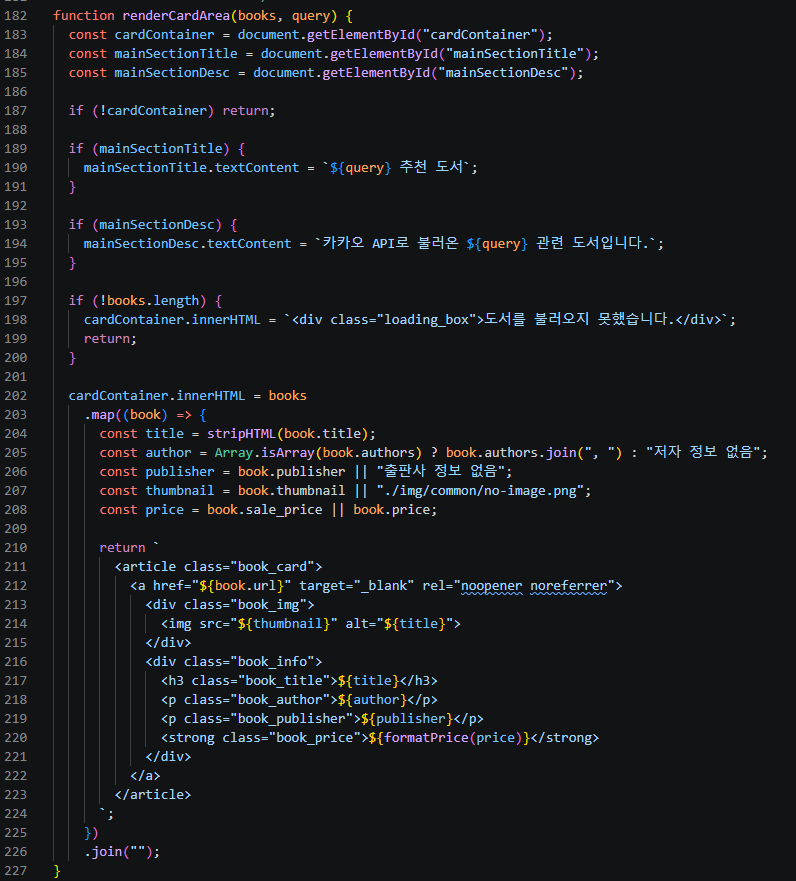 182 function renderCardArea(books, query) {
183   const cardContainer = document.getElementById("cardContainer");
184   const mainSectionTitle = document.getElementById("mainSectionTitle");
185   const mainSectionDesc = document.getElementById("mainSectionDesc");
186
187   if (!cardContainer) return;
188
189   if (mainSectionTitle) {
190     mainSectionTitle.textContent = `${query} 추천 도서`;
191   }
192
193   if (mainSectionDesc) {
194     mainSectionDesc.textContent = `카카오 API로 불러온 ${query} 관련 도서입니다.`;
195   }
196
197   if (!books.length) {
198     cardContainer.innerHTML = `<div class="loading_box">도서를 불러오지 못했습니다.</div>`;
199     return;
200   }
201
202   cardContainer.innerHTML = books
203     .map((book) => {
204       const title = stripHTML(book.title);
205       const author = Array.isArray(book.authors) ? book.authors.join(", ") : "저자 정보 없음";
206       const publisher = book.publisher || "출판사 정보 없음";
207       const thumbnail = book.thumbnail || "./img/common/no-image.png";
208       const price = book.sale_price || book.price;
209
210       return `
211         <article class="book_card">
212           <a href="${book.url}" target="_blank" rel="noopener noreferrer">
213             <div class="book_img">
214               <img src="${thumbnail}" alt="${title}">
215             </div>
216             <div class="book_info">
217               <h3 class="book_title">${title}</h3>
218               <p class="book_author">${author}</p>
219               <p class="book_publisher">${publisher}</p>
220               <strong class="book_price">${formatPrice(price)}</strong>
221             </div>
222           </a>
223         </article>
224       `;
225     })
226     .join("");
227 }